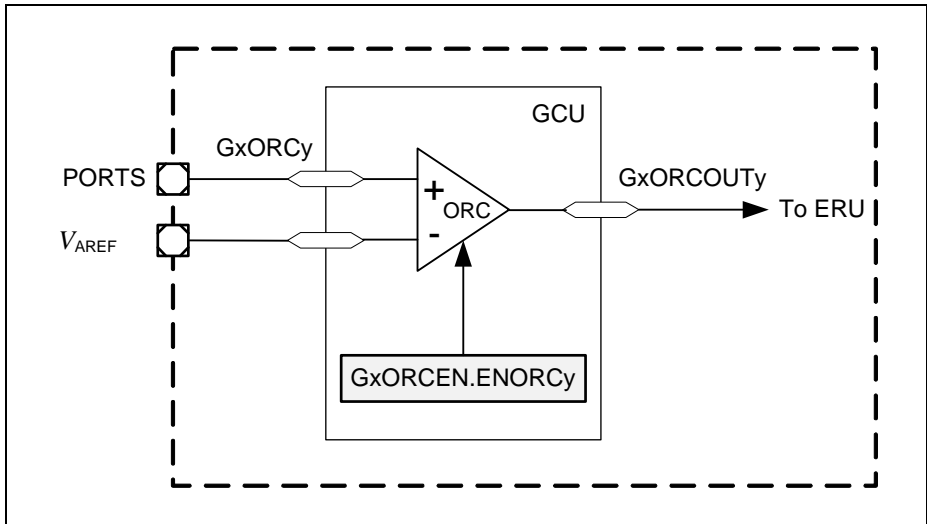 GCU
GxORCy
PORTS
GxORCOUTy
+
ORC
To ERU
VAREF
-
GxORCEN.ENORCy